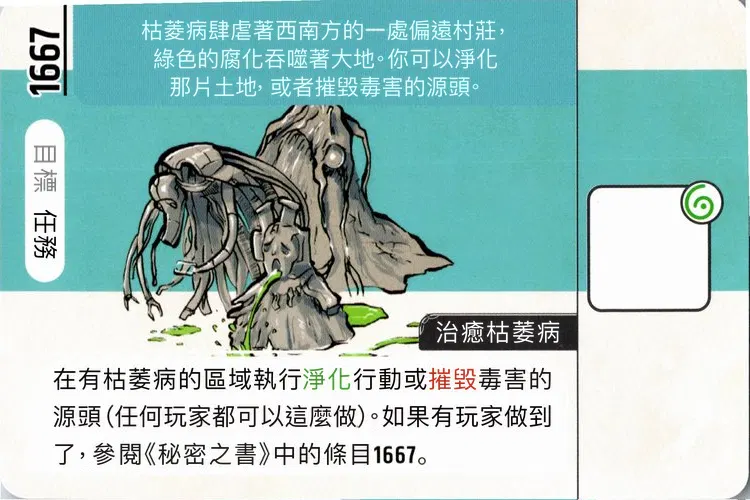 1667
枯萎病肆虐著西南方的一處偏遠村莊，
綠色的腐化吞噬著大地。你可以淨化
那片土地，或者摧毀毒害的源頭。
目標 任務
治癒枯萎病
在有枯萎病的區域執行淨化行動或摧毀毒害的
源頭（任何玩家都可以這麼做）。如果有玩家做到
了，參閱《秘密之書》中的條目1667。